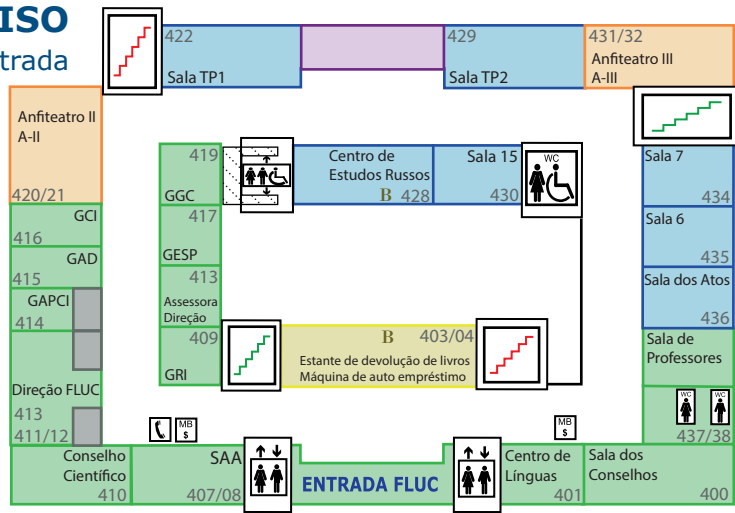 ISO
trada
422
Sala TP1
429
Sala TP2
431/32
Anfiteatro III
A-III
Anfiteatro II
A-II
420/21
419
GGC
Centro de
Estudos Russos
B 428
Sala 15
430
WC
Sala 7
434
GCI
416
417
GESP
Sala 6
435
GAD
415
413
Assessora
Direção
Sala dos Atos
436
GAPCI
414
409
GRI
B 403/04
Estante de devolução de livros
Máquina de auto empréstimo
Sala de
Professores
Direção FLUC
413
411/12
WC
WC
437/38
MB
$
MB
$
Conselho
Científico
410
SAA
407/08
ENTRADA FLUC
Centro de
Línguas
401
Sala dos
Conselhos
400